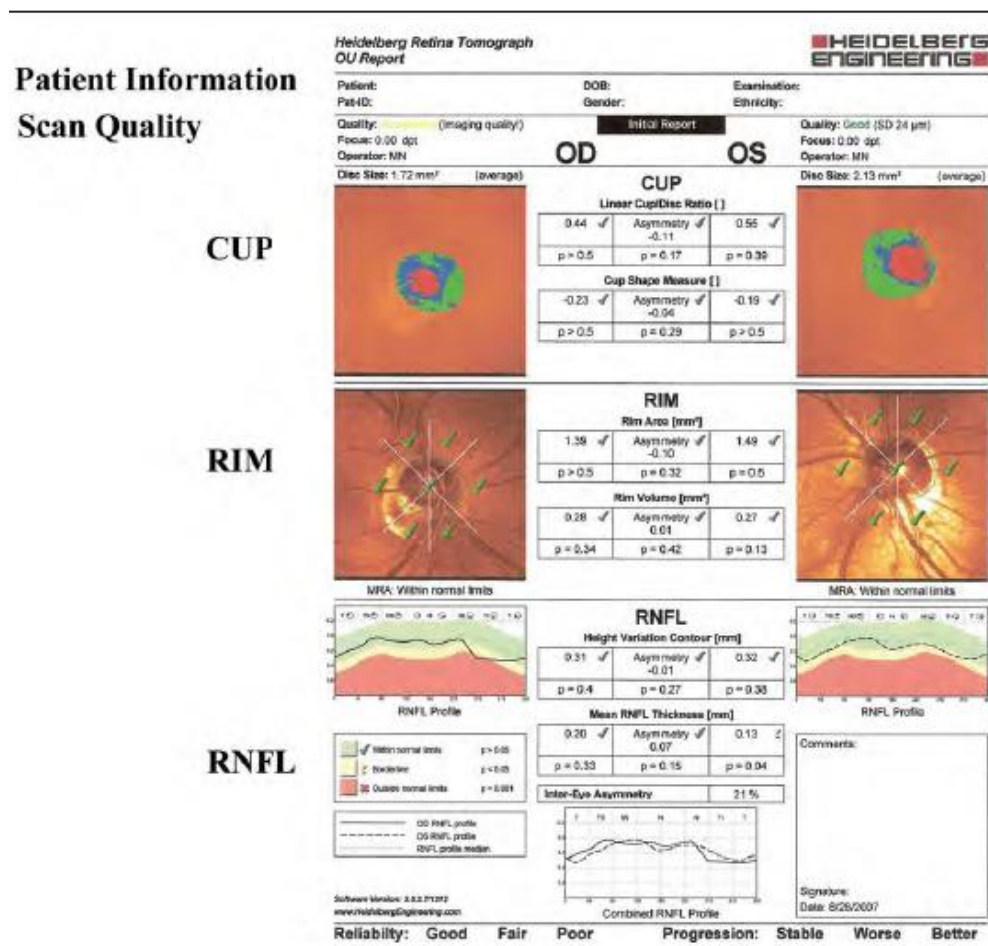 Heidelberg Retina Tomograph
OU Report
HEIDELBERG
ENGINEERING
Patient Information
Scan Quality
Patient: DOB: Examination:
Pat-ID: Gender: Ethnicity:
Quality: (Imaging quality!)
Focus: 0.00 dpt
Operator: MN
Initial Report
OD OS
Quality: Good (SD 24 µm)
Focus: 0.00 dpt
Operator: MN
Disc Size: 1.72 mm² (average)
Disc Size: 2.13 mm² (average)
CUP
CUP
Linear Cup/Disc Ratio [ ]
0.44 Asymmetry 0.55
-0.11
p > 0.5 p = 0.17 p = 0.39
Cup Shape Measure [ ]
-0.23 Asymmetry -0.19
-0.04
p > 0.5 p = 0.29 p > 0.5
RIM
RIM
Rim Area [mm²]
1.39 Asymmetry 1.49
-0.10
p > 0.5 p = 0.32 p = 0.5
Rim Volume [mm³]
0.28 Asymmetry 0.27
0.01
p = 0.34 p = 0.42 p = 0.13
MRA: Within normal limits
MRA: Within normal limits
RNFL
RNFL
Height Variation Contour [mm]
0.31 Asymmetry 0.32
-0.01
p = 0.4 p = 0.27 p = 0.38
RNFL Profile
RNFL Profile
Mean RNFL Thickness [mm]
0.20 Asymmetry 0.13
0.07
p = 0.33 p = 0.15 p = 0.04
Inter-Eye Asymmetry 21 %
Within normal limits p > 0.05
Borderline p < 0.05
Outside normal limits p < 0.001
OD RNFL profile
OS RNFL profile
RNFL profile median
Comments:
Signature:
Date: 8/28/2007
Combined RNFL Profile
Software Version:
www.HeidelbergEngineering.com
Reliabilty: Good Fair Poor Progression: Stable Worse Better